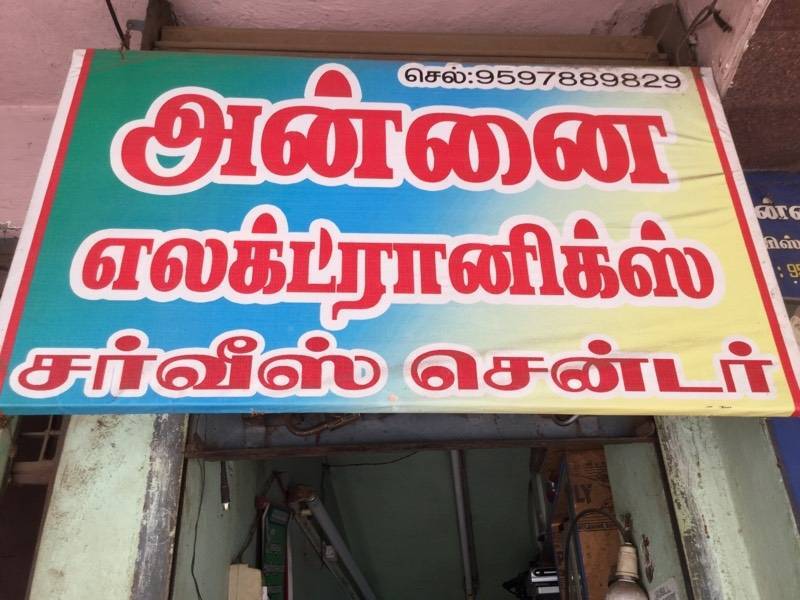 செல்:9597889829
அன்னை
எலக்ட்ரானிக்ஸ்
சர்வீஸ் சென்டர்